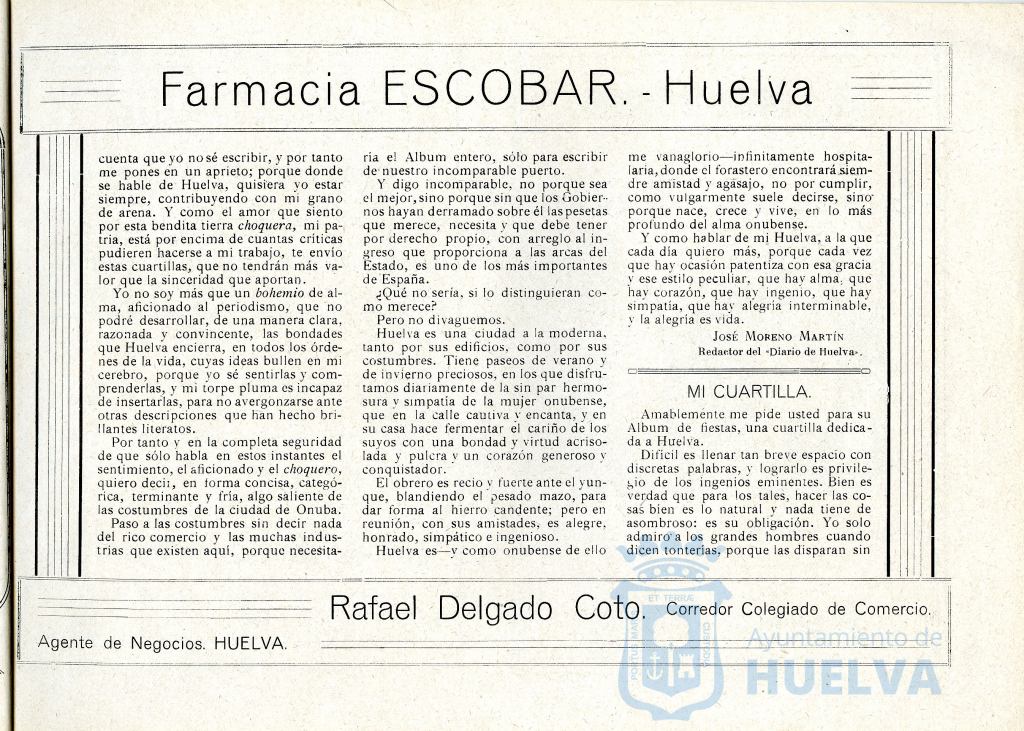 Farmacia ESCOBAR. - Huelva
cuenta que yo no sé escribir, y por tanto
me pones en un aprieto; porque donde
se hable de Huelva, quisiera yo estar
siempre, contribuyendo con mi grano
de arena. Y como el amor que siento
por esta bendita tierra choquera, mi pa-
tria, está por encima de cuantas críticas
pudieren hacerse a mi trabajo, te envío
estas cuartillas, que no tendrán más va-
lor que la sinceridad que aportan.
Yo no soy más que un bohemio de al-
ma, aficionado al periodismo, que no
podré desarrollar, de una manera clara,
razonada y convincente, las bondades
que Huelva encierra, en todos los órde-
nes de la vida, cuyas ideas bullen en mi
cerebro, porque yo sé sentirlas y com-
prenderlas, y mi torpe pluma es incapaz
de insertarlas, para no avergonzarse ante
otras descripciones que han hecho bri-
llantes literatos.
Por tanto y en la completa seguridad
de que sólo habla en estos instantes el
sentimiento, el aficionado y el choquero,
quiero decir, en forma concisa, categó-
rica, terminante y fría, algo saliente de
las costumbres de la ciudad de Onuba.
Paso a las costumbres sin decir nada
del rico comercio y las muchas indus-
trias que existen aquí, porque necesita-
ría el Album entero, sólo para escribir
de nuestro incomparable puerto.
Y digo incomparable, no porque sea
el mejor, sino porque sin que los Gobier-
nos hayan derramado sobre él las pesetas
que merece, necesita y que debe tener
por derecho propio, con arreglo al in-
greso que proporciona a las arcas del
Estado, es uno de los más importantes
de España.
¿Qué no sería, si lo distinguieran co-
mo merece?
Pero no divaguemos.
Huelva es una ciudad a la moderna,
tanto por sus edificios, como por sus
costumbres. Tiene paseos de verano y
de invierno preciosos, en los que disfru-
tamos diariamente de la sin par hermo-
sura y simpatía de la mujer onubense,
que en la calle cautiva y encanta, y en
su casa hace fermentar el cariño de los
suyos con una bondad y virtud acriso-
lada y pulcra y un corazón generoso y
conquistador.
El obrero es recio y fuerte ante el yun-
que, blandiendo el pesado mazo, para
dar forma al hierro candente; pero en
reunión, con sus amistades, es alegre,
honrado, simpático e ingenioso.
Huelva es—y como onubense de ello
me vanaglorio—infinitamente hospita-
laria, donde el forastero encontrará siem-
dre amistad y agasajo, no por cumplir,
como vulgarmente suele decirse, sino
porque nace, crece y vive, en lo más
profundo del alma onubense.
Y como hablar de mi Huelva, a la que
cada día quiero más, porque cada vez
que hay ocasión patentiza con esa gracia
y ese estilo peculiar, que hay alma, que
hay corazón, que hay ingenio, que hay
simpatía, que hay alegría interminable,
y la alegría es vida.
JOSÉ MORENO MARTÍN
Redactor del «Diario de Huelva».
MI CUARTILLA.
Amablemente me pide usted para su
Album de fiestas, una cuartilla dedica-
da a Huelva.
Difícil es llenar tan breve espacio con
discretas palabras, y lograrlo es privile-
gio de los ingenios eminentes. Bien es
verdad que para los tales, hacer las co-
sas bien es lo natural y nada tiene de
asombroso: es su obligación. Yo solo
admiro a los grandes hombres cuando
dicen tonterías, porque las disparan sin
Rafael Delgado Coto. Corredor Colegiado de Comercio.
Agente de Negocios. HUELVA.
PORTUS MARIS ET TERRÆ CUSTODIA
Ayuntamiento de
HUELVA